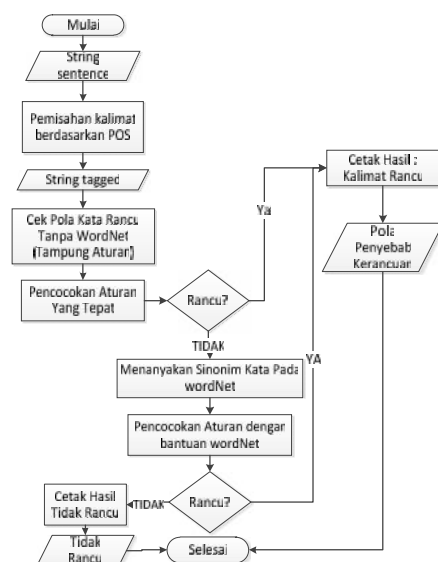 Mulai
String
sentence
Pemisahan kalimat
berdasarkan POS
String tagged
Cek Pola Kata Rancu
Tanpa WordNet
(Tampung Aturan)
Pencocokan Aturan
Yang Tepat
Rancu?
Ya
Cetak Hasil :
Kalimat Rancu
Pola
Penyebab
Kerancuan
TIDAK
YA
Menanyakan Sinonim Kata Pada
wordNet
Pencocokan Aturan dengan
bantuan wordNet
Rancu?
TIDAK
Cetak Hasil
Tidak Rancu
Tidak
Rancu
Selesai